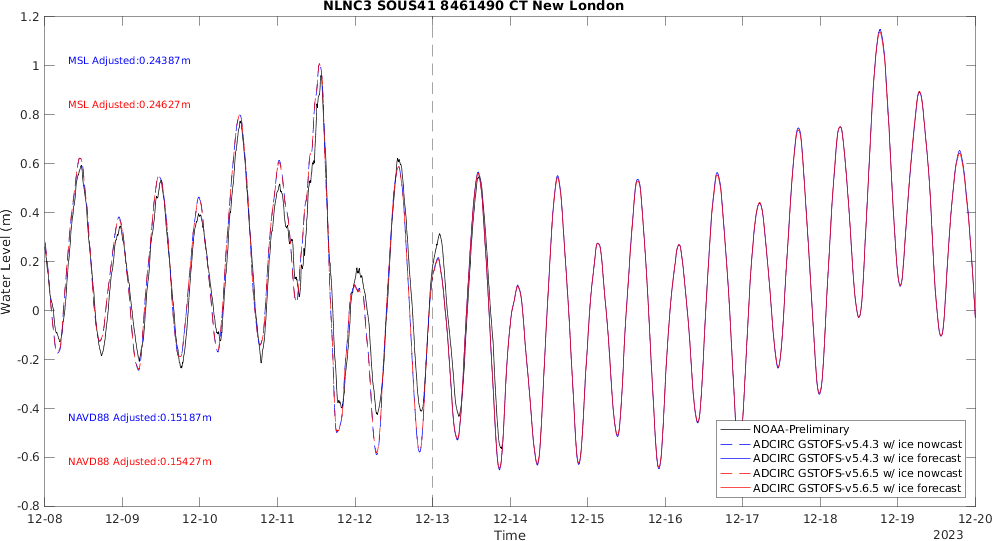 NLNC3 SOUS41 8461490 CT New London
1.2
1
0.8
0.6
0.4
0.2
0
-0.2
-0.4
-0.6
-0.8
Water Level (m)
MSL Adjusted:0.24387m
MSL Adjusted:0.24627m
NAVD88 Adjusted:0.15187m
NAVD88 Adjusted:0.15427m
NOAA-Preliminary
ADCIRC GSTOFS-v5.4.3 w/ ice nowcast
ADCIRC GSTOFS-v5.4.3 w/ ice forecast
ADCIRC GSTOFS-v5.6.5 w/ ice nowcast
ADCIRC GSTOFS-v5.6.5 w/ ice forecast
12-08 12-09 12-10 12-11 12-12 12-13 12-14 12-15 12-16 12-17 12-18 12-19 12-20
Time
2023